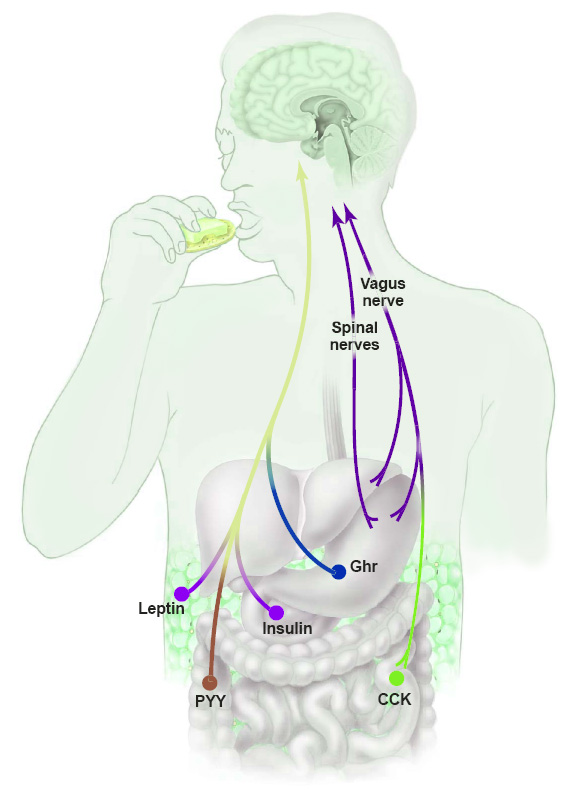 Vagus
nerve
Spinal
nerves
Ghr
Leptin
Insulin
PYY
CCK